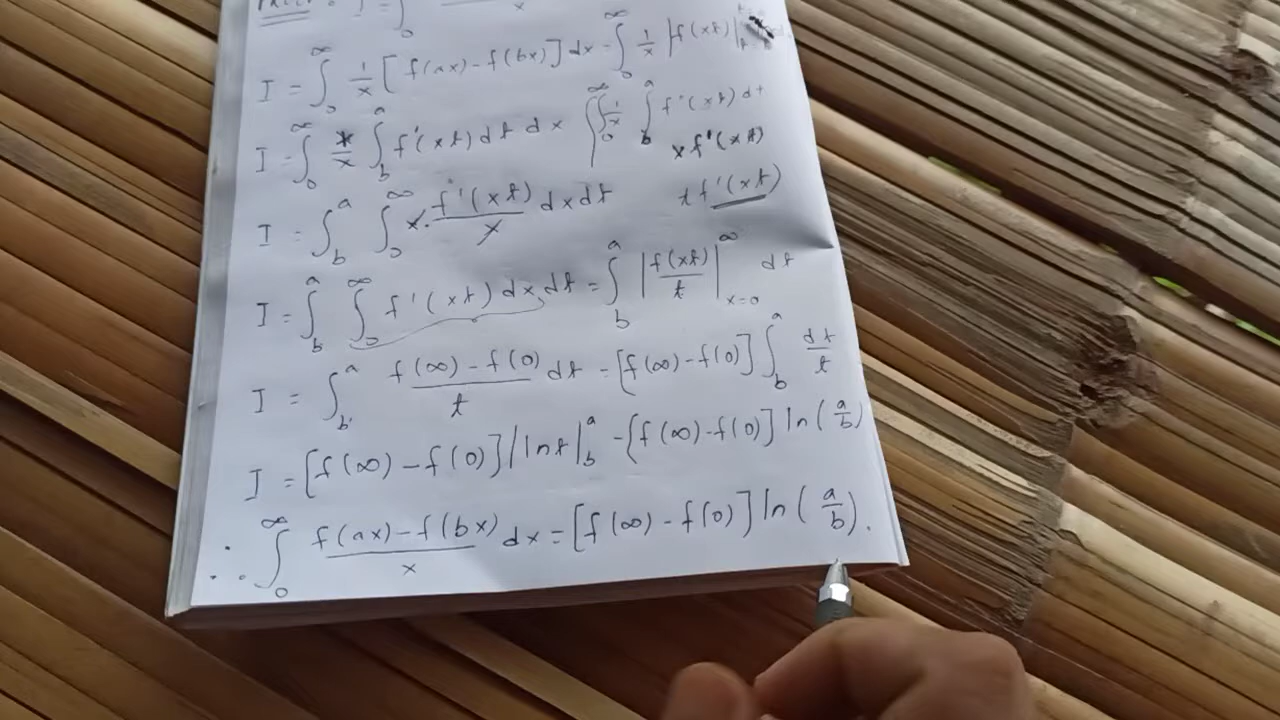 I = ∫₀^∞ 1/x [f(ax) - f(bx)] dx - ∫₀^∞ 1/x |f(xt)|
I = ∫₀^∞ x/x ∫_b^a f'(xt) dt dx ∫₀^∞ 1/x ∫_b^a f'(xt) dt
x f'(xt)
I = ∫_b^a ∫₀^∞ x. f'(xt)/x dx dt t f'(xt)
I = ∫_b^a ∫₀^∞ f'(xt) dx dt = ∫_b^a |f(xt)/t|_{x=0}^∞ dt
I = ∫_b^a (f(∞) - f(0))/t dt = [f(∞) - f(0)] ∫_b^a dt/t
I = [f(∞) - f(0)] |ln t|_b^a - [f(∞) - f(0)] ln(a/b)
∴ ∫₀^∞ (f(ax) - f(bx))/x dx = [f(∞) - f(0)] ln(a/b).